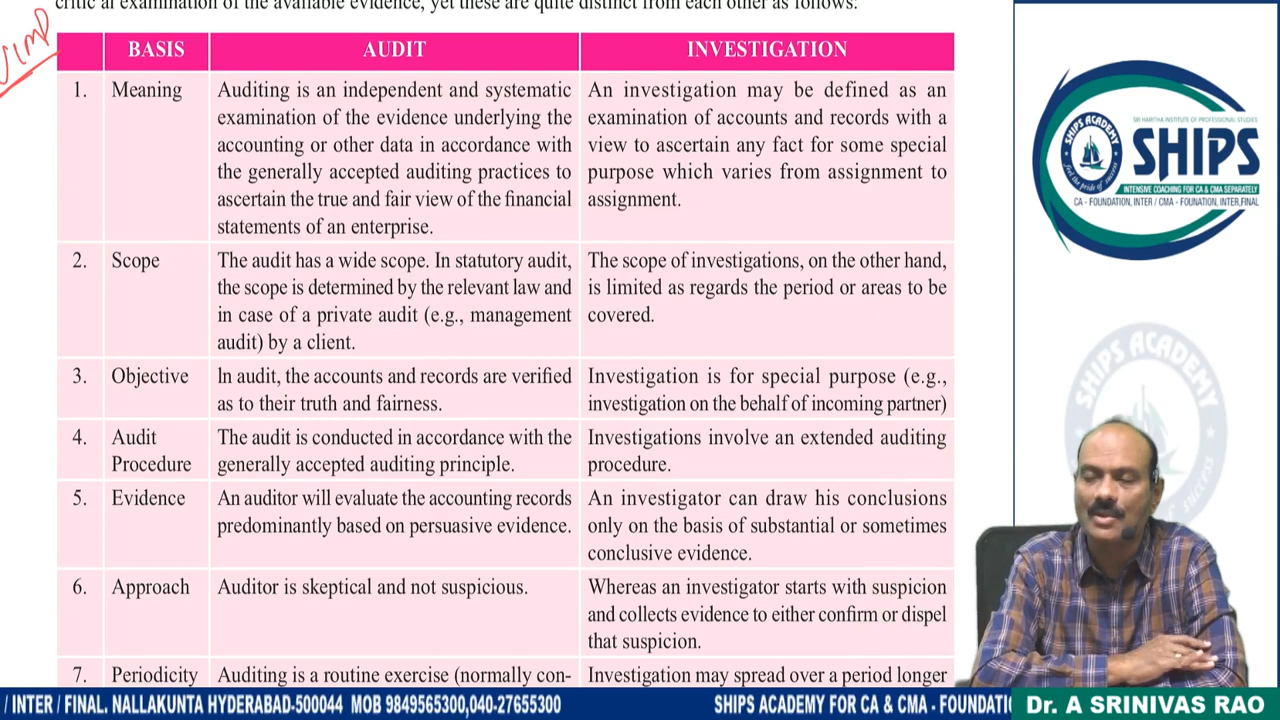 critic al examination of the available evidence, yet these are quite distinct from each other as follows:
VIMP
BASIS AUDIT INVESTIGATION
1. Meaning
Auditing is an independent and systematic
examination of the evidence underlying the
accounting or other data in accordance with
the generally accepted auditing practices to
ascertain the true and fair view of the financial
statements of an enterprise.
An investigation may be defined as an
examination of accounts and records with a
view to ascertain any fact for some special
purpose which varies from assignment to
assignment.
2. Scope
The audit has a wide scope. In statutory audit,
the scope is determined by the relevant law and
in case of a private audit (e.g., management
audit) by a client.
The scope of investigations, on the other hand,
is limited as regards the period or areas to be
covered.
3. Objective
In audit, the accounts and records are verified
as to their truth and fairness.
Investigation is for special purpose (e.g.,
investigation on the behalf of incoming partner)
4. Audit
Procedure
The audit is conducted in accordance with the
generally accepted auditing principle.
Investigations involve an extended auditing
procedure.
5. Evidence
An auditor will evaluate the accounting records
predominantly based on persuasive evidence.
An investigator can draw his conclusions
only on the basis of substantial or sometimes
conclusive evidence.
6. Approach
Auditor is skeptical and not suspicious.
Whereas an investigator starts with suspicion
and collects evidence to either confirm or dispel
that suspicion.
7. Periodicity
Auditing is a routine exercise (normally con-
Investigation may spread over a period longer
SRI HARITHA INSTITUTE OF PROFESSIONAL STUDIES
SHIPS ACADEMY
feel the pride of success
SHIPS
INTENSIVE COACHING FOR CA & CMA SEPARATELY
CA - FOUNDATION, INTER / CMA - FOUNATION, INTER,FINAL
SHIPS ACADEMY
success
/ INTER / FINAL. NALLAKUNTA HYDERABAD-500044 MOB 9849565300,040-27655300
SHIPS ACADEMY FOR CA & CMA - FOUNDATI
Dr. A SRINIVAS RAO